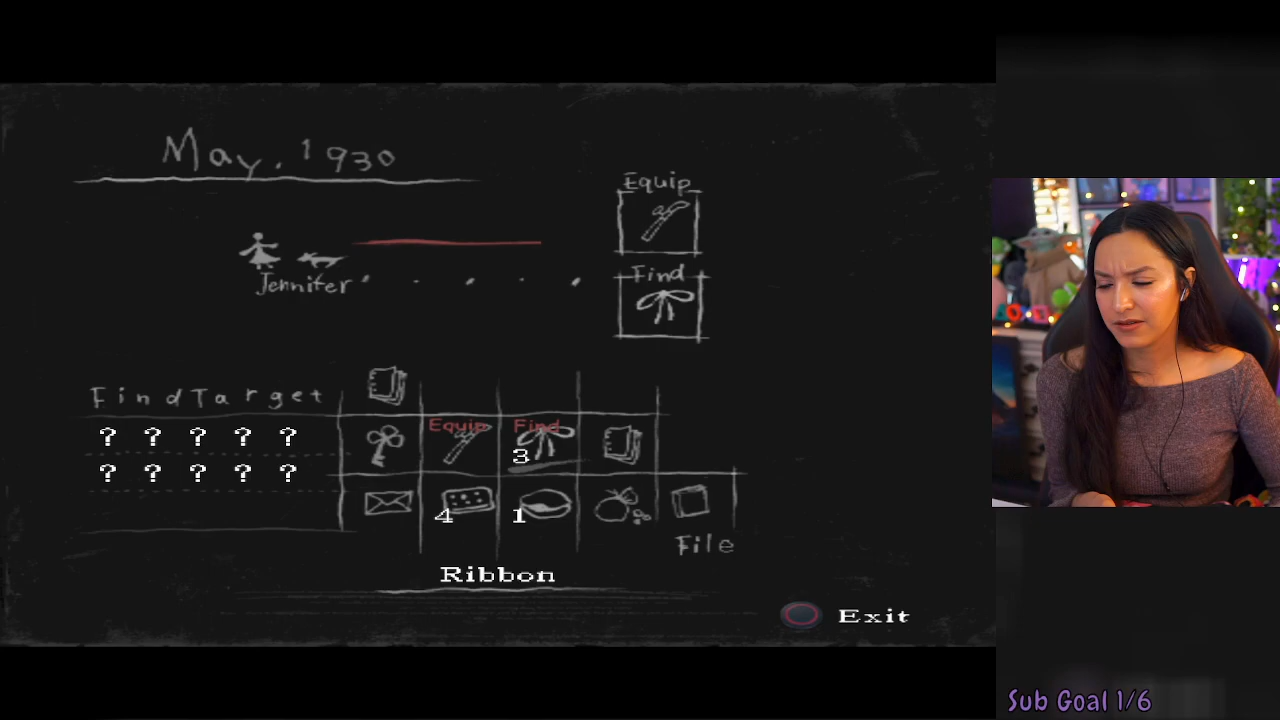 May. 1930
Equip
Find
Jennifer
FindTarget
? ? ? ? ?
? ? ? ? ?
Equip
Find
3
4
1
File
Ribbon
Exit
Sub Goal 1/6